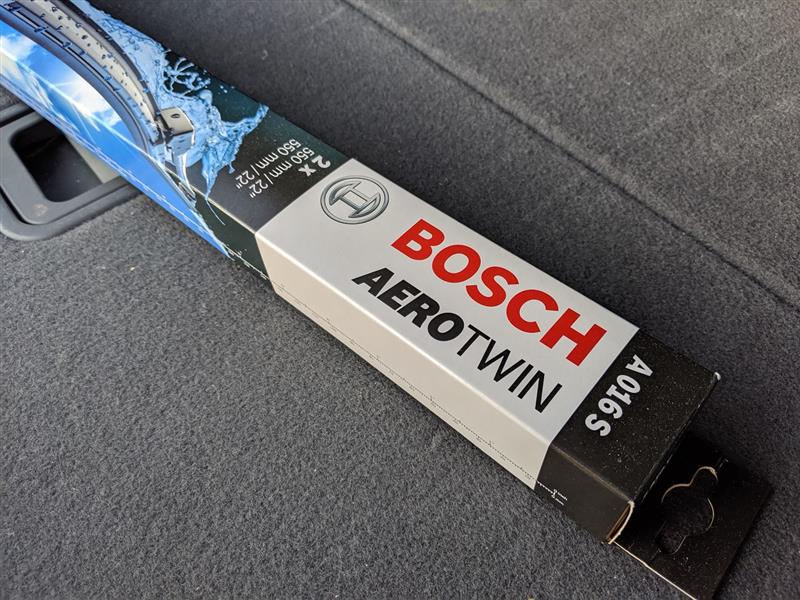 2 x
550 mm/22"
550 mm/22"
BOSCH
AEROTWIN
A 016 S